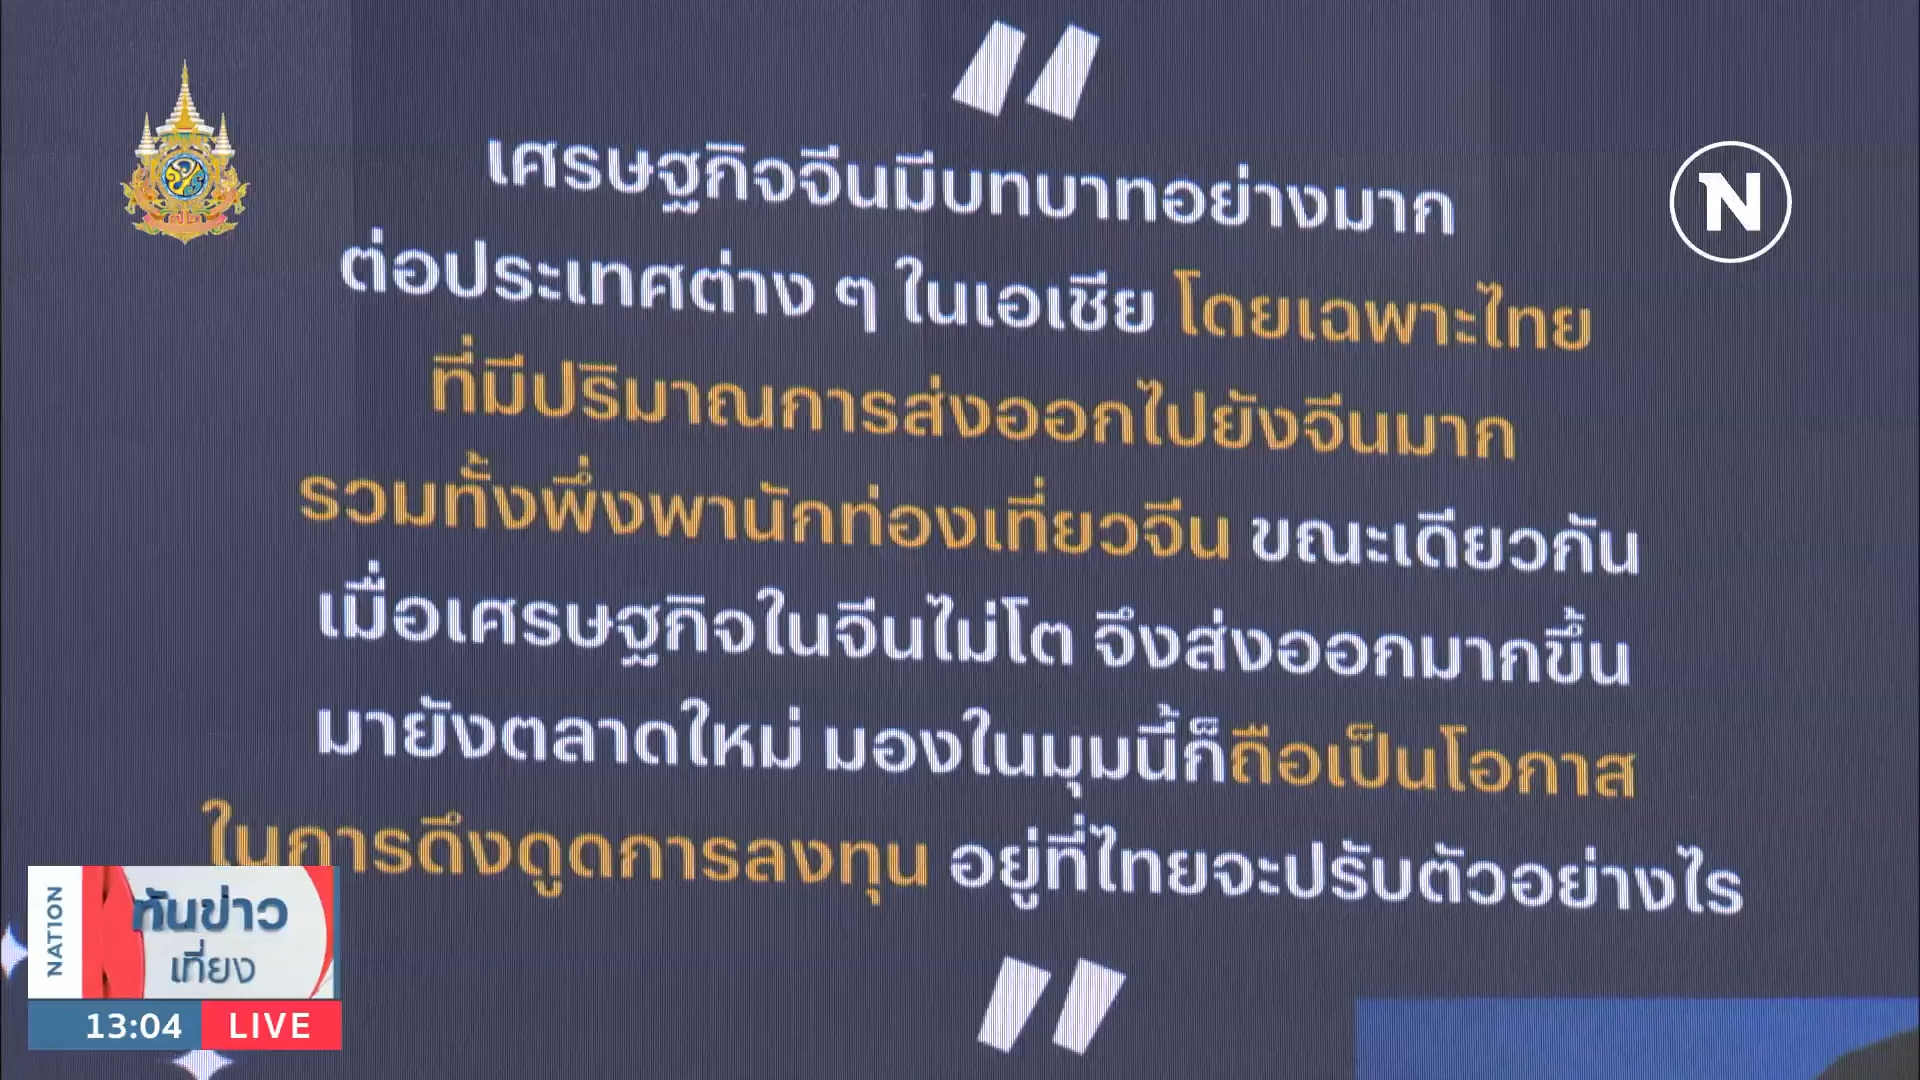 เศรษฐกิจจีนมีบทบาทอย่างมาก
ต่อประเทศต่าง ๆ ในเอเชีย โดยเฉพาะไทย
ที่มีปริมาณการส่งออกไปยังจีนมาก
รวมทั้งพึ่งพานักท่องเที่ยวจีน ขณะเดียวกัน
เมื่อเศรษฐกิจในจีนไม่โต จึงส่งออกมากขึ้น
มายังตลาดใหม่ มองในมุมนี้ก็ถือเป็นโอกาส
ในการดึงดูดการลงทุน อยู่ที่ไทยจะปรับตัวอย่างไร
N
NATION
ทันข่าว
เที่ยง
13:04 LIVE